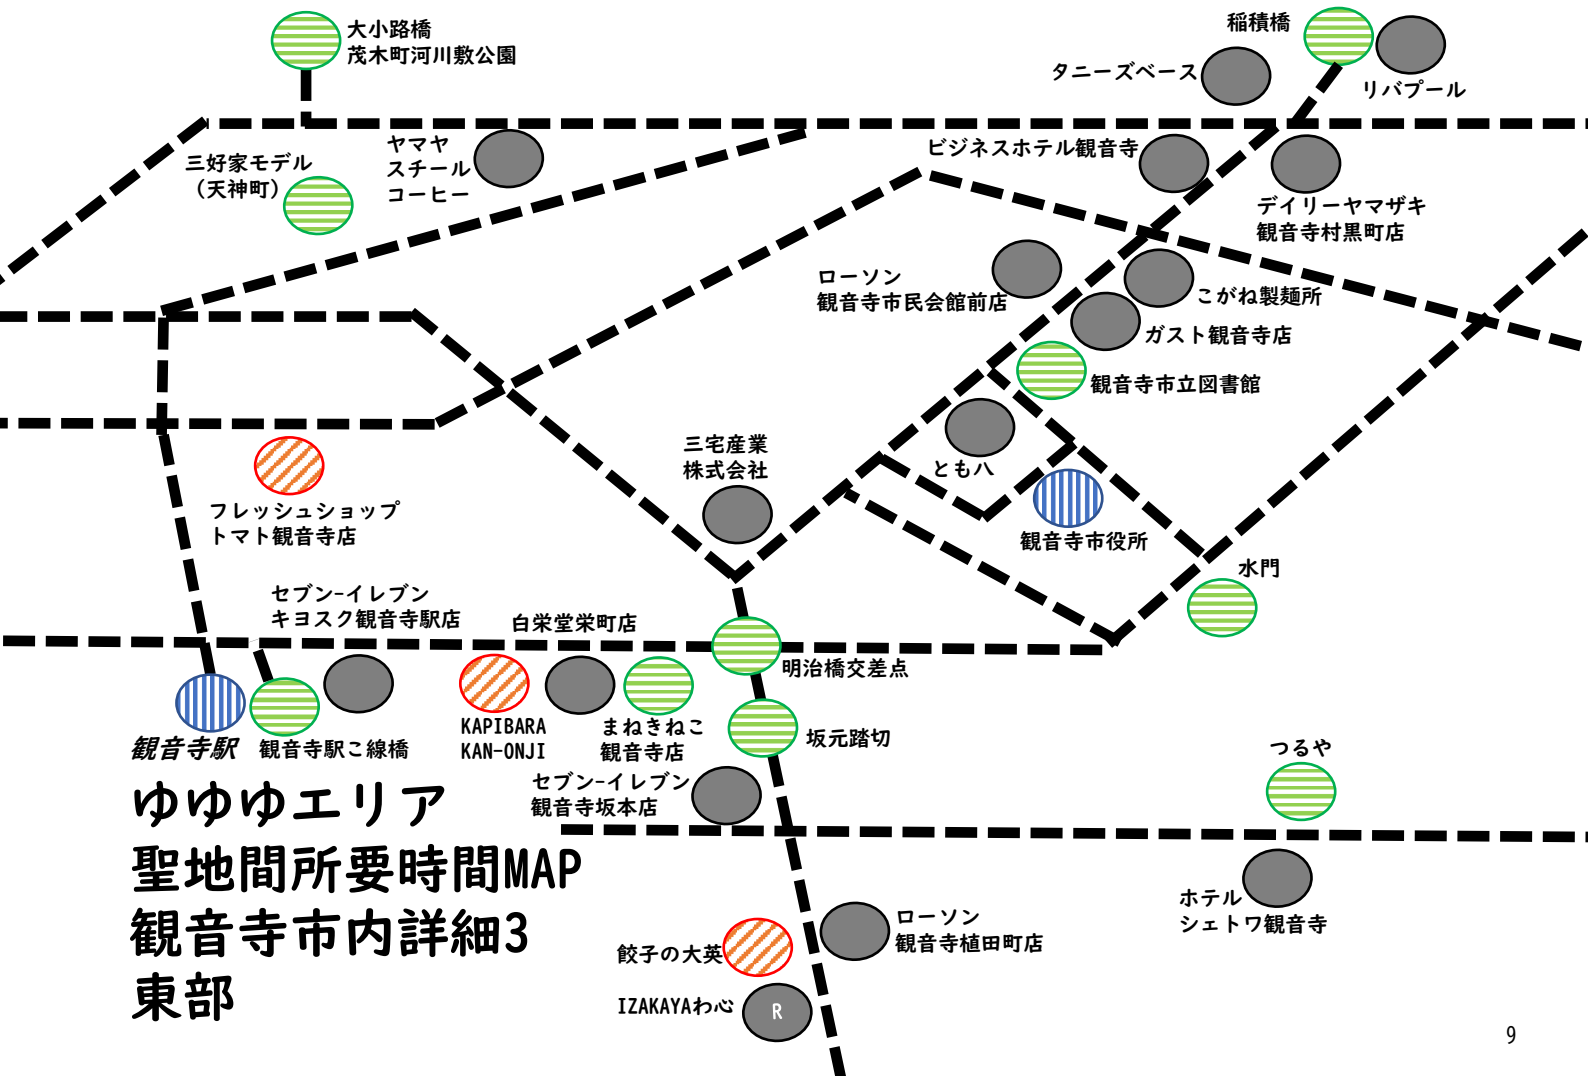 大小路橋
茂木町河川敷公園
稲積橋
タニーズベース
リバプール
ヤマヤ
スチール
コーヒー
三好家モデル
（天神町）
ビジネスホテル観音寺
デイリーヤマザキ
観音寺村黒町店
ローソン
観音寺市民会館前店
こがね製麺所
ガスト観音寺店
観音寺市立図書館
三宅産業
株式会社
とも八
観音寺市役所
フレッシュショップ
トマト観音寺店
水門
セブン-イレブン
キヨスク観音寺駅店
白栄堂栄町店
明治橋交差点
観音寺駅
観音寺駅こ線橋
KAPIBARA
KAN-ONJI
まねきねこ
観音寺店
坂元踏切
つるや
セブン-イレブン
観音寺坂本店
ゆゆゆエリア
聖地間所要時間MAP
観音寺市内詳細3
東部
ホテル
シェトワ観音寺
ローソン
観音寺植田町店
餃子の大英
IZAKAYAわ心
R
9